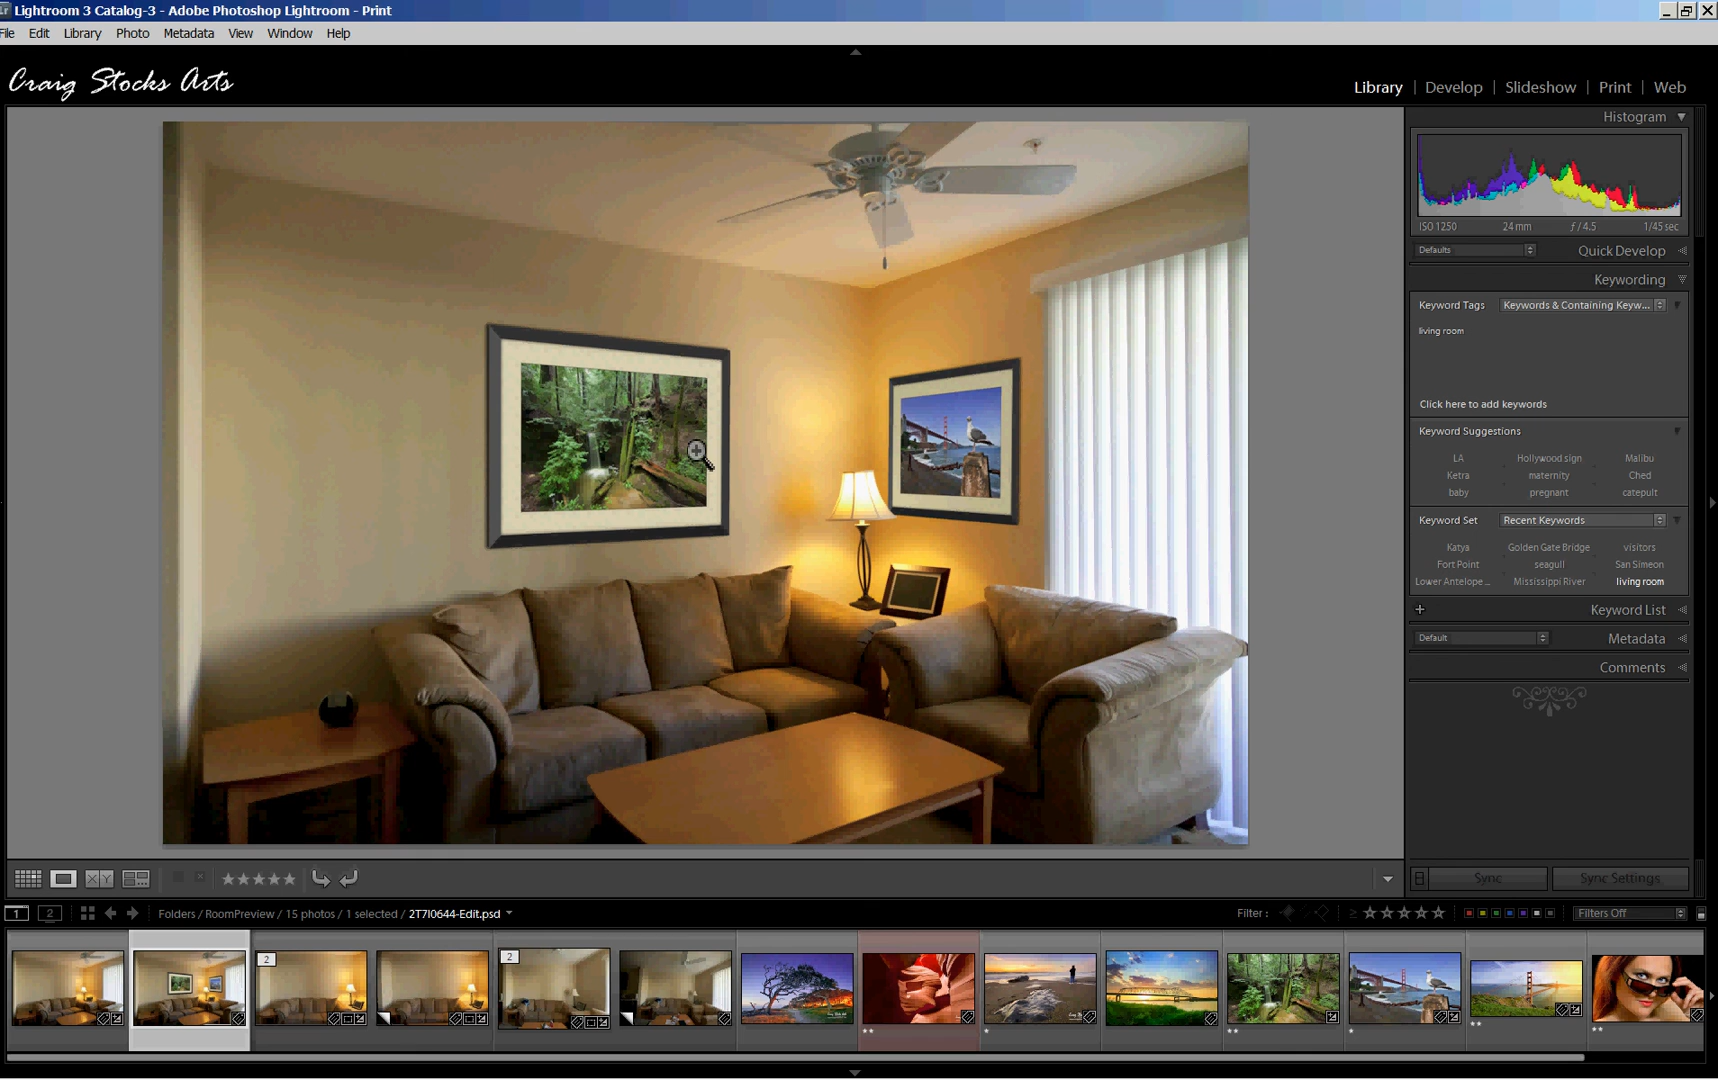 Lightroom 3 Catalog-3 - Adobe Photoshop Lightroom - Print
File Edit Library Photo Metadata View Window Help
Craig Stocks Arts
Library | Develop | Slideshow | Print | Web
Histogram
ISO 1250 24 mm ƒ / 4.5 1/45 sec
Defaults Quick Develop
Keywording
Keyword Tags Keywords & Containing Keyw...
living room
Click here to add keywords
Keyword Suggestions
LA Hollywood sign Malibu
Ketra maternity Ched
baby pregnant catepult
Keyword Set Recent Keywords
Katya Golden Gate Bridge visitors
Fort Point seagull San Simeon
Lower Antelope ... Mississippi River living room
+ Keyword List
Default Metadata
Comments
X Y
Sync Sync Settings
1 2 Folders / RoomPreview / 15 photos / 1 selected / 2T7I0644-Edit.psd Filter : ≥ Filters Off
2 2